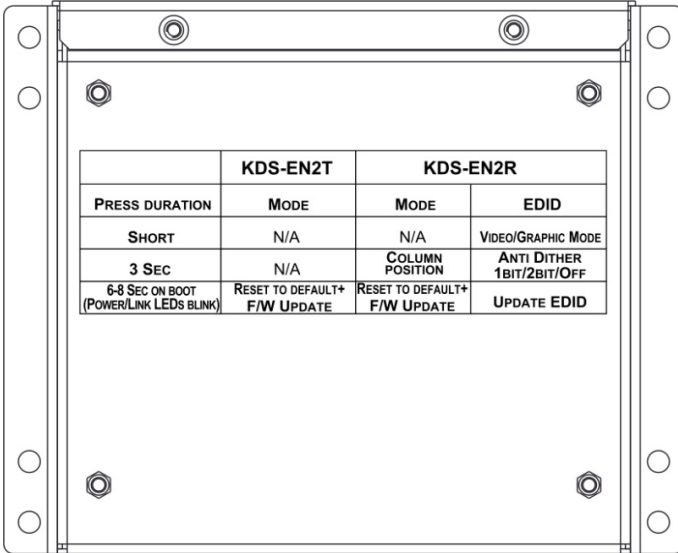 KDS-EN2T KDS-EN2R
PRESS DURATION MODE MODE EDID
SHORT N/A N/A VIDEO/GRAPHIC MODE
3 SEC N/A COLUMN POSITION ANTI DITHER 1BIT/2BIT/OFF
6-8 SEC ON BOOT (POWER/LINK LEDS BLINK) RESET TO DEFAULT+ F/W UPDATE RESET TO DEFAULT+ F/W UPDATE UPDATE EDID